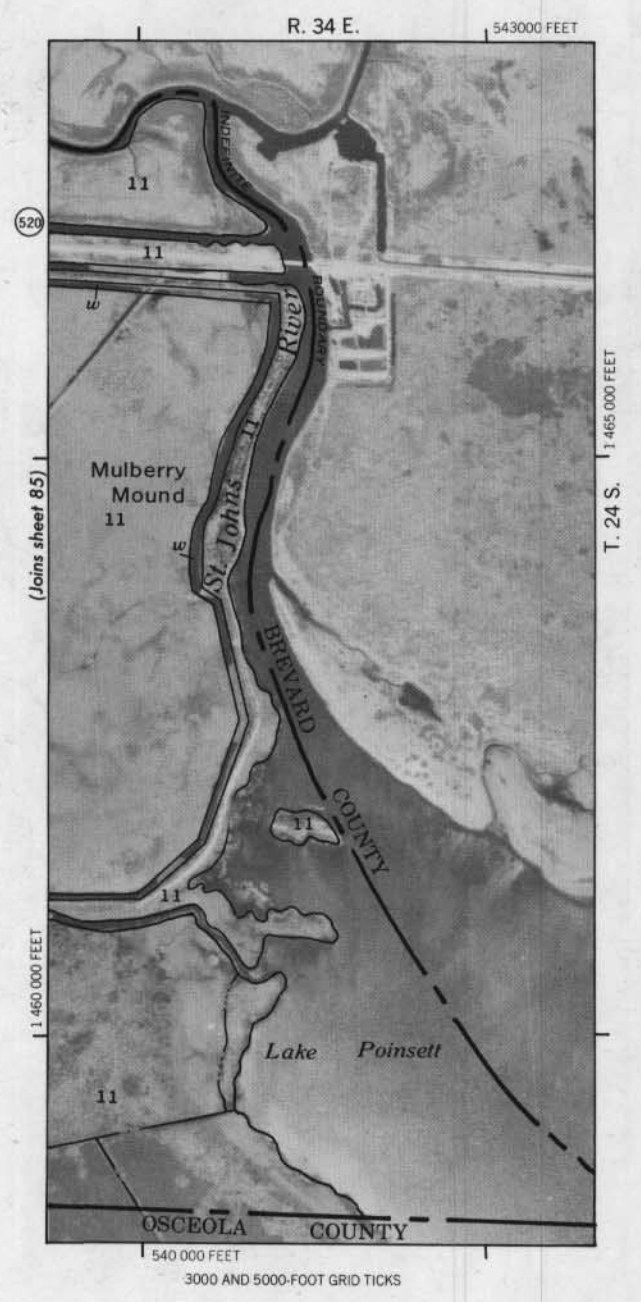 R. 34 E.
543000 FEET
INDEFINITE
11
520
11
BOUNDARY
w
River
11
1 465 000 FEET
Mulberry
Mound
11
(Joins sheet 85)
T. 24 S.
w
St. Johns
BREVARD
COUNTY
11
11
1 460 000 FEET
Lake Poinsett
11
OSCEOLA COUNTY
540 000 FEET
3000 AND 5000-FOOT GRID TICKS